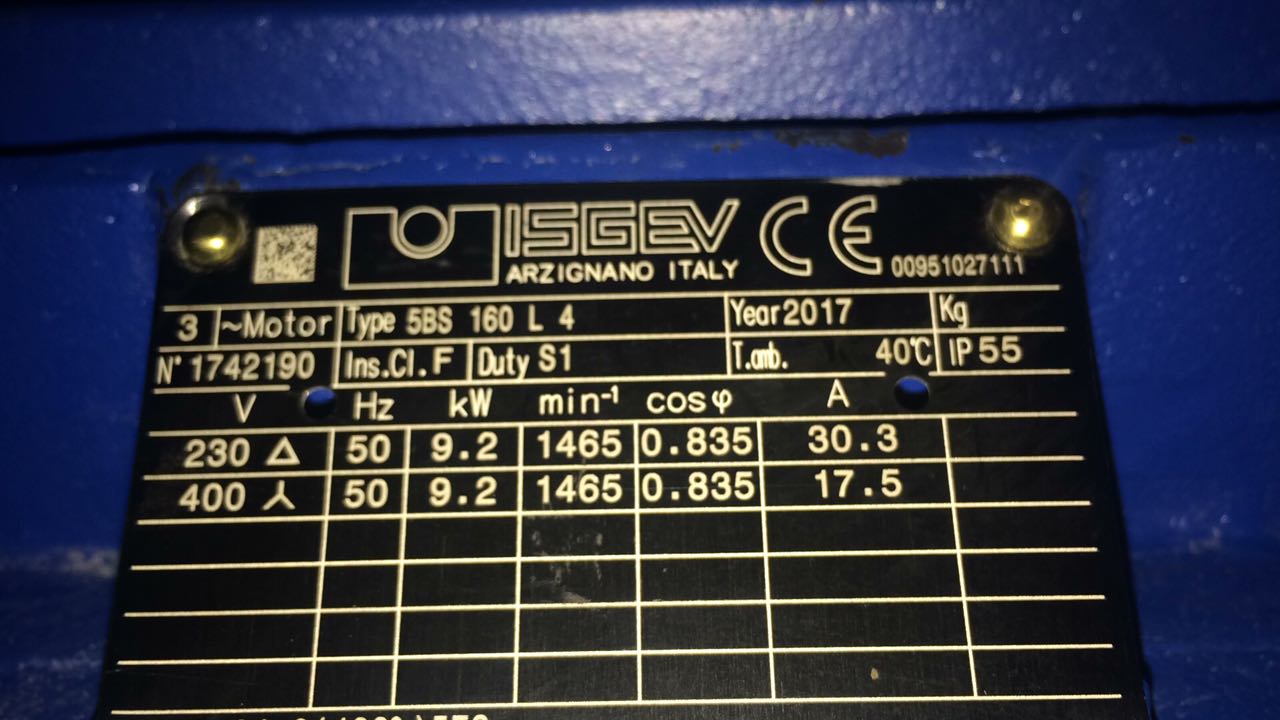 ISGEV CE
ARZIGNANO ITALY 00951027111
3 ~Motor Type 5BS 160 L 4 Year 2017 Kg
N° 1742190 Ins.Cl.F Duty S1 T.amb. 40°C IP 55
V Hz kW min⁻¹ cosφ A
230 △ 50 9.2 1465 0.835 30.3
400 ⅄ 50 9.2 1465 0.835 17.5